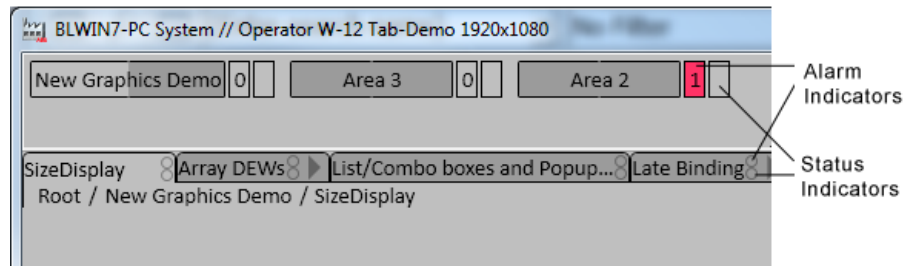 BLWIN7-PC System // Operator W-12 Tab-Demo 1920x1080
New Graphics Demo 0 Area 3 0 Area 2 1
Alarm
Indicators
SizeDisplay Array DEWs List/Combo boxes and Popup... Late Binding
Status
Indicators
Root / New Graphics Demo / SizeDisplay